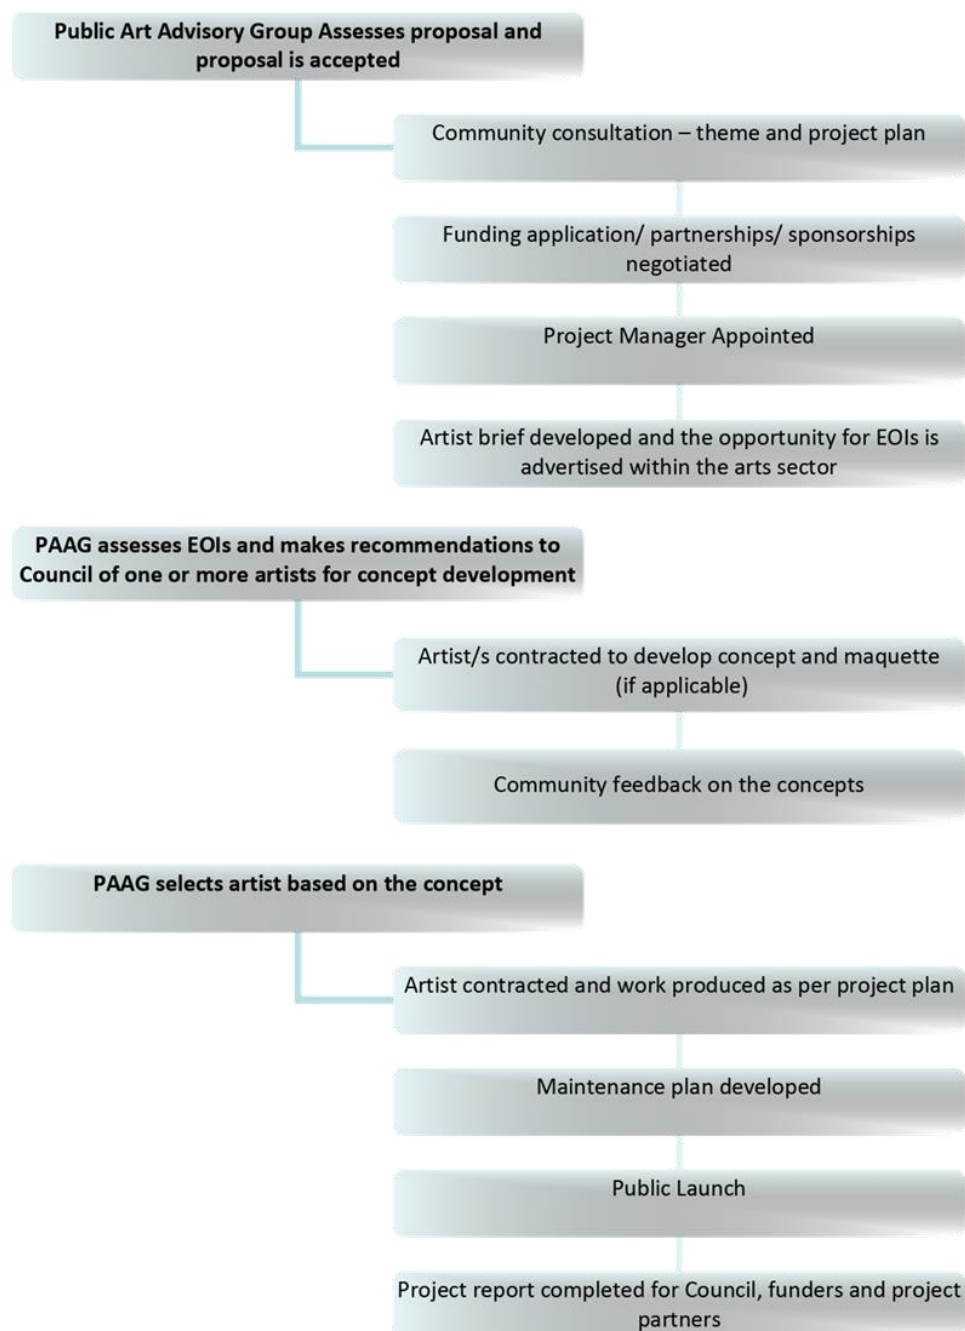 Public Art Advisory Group Assesses proposal and
proposal is accepted
Community consultation – theme and project plan
Funding application/ partnerships/ sponsorships
negotiated
Project Manager Appointed
Artist brief developed and the opportunity for EOIs is
advertised within the arts sector
PAAG assesses EOIs and makes recommendations to
Council of one or more artists for concept development
Artist/s contracted to develop concept and maquette
(if applicable)
Community feedback on the concepts
PAAG selects artist based on the concept
Artist contracted and work produced as per project plan
Maintenance plan developed
Public Launch
Project report completed for Council, funders and project
partners